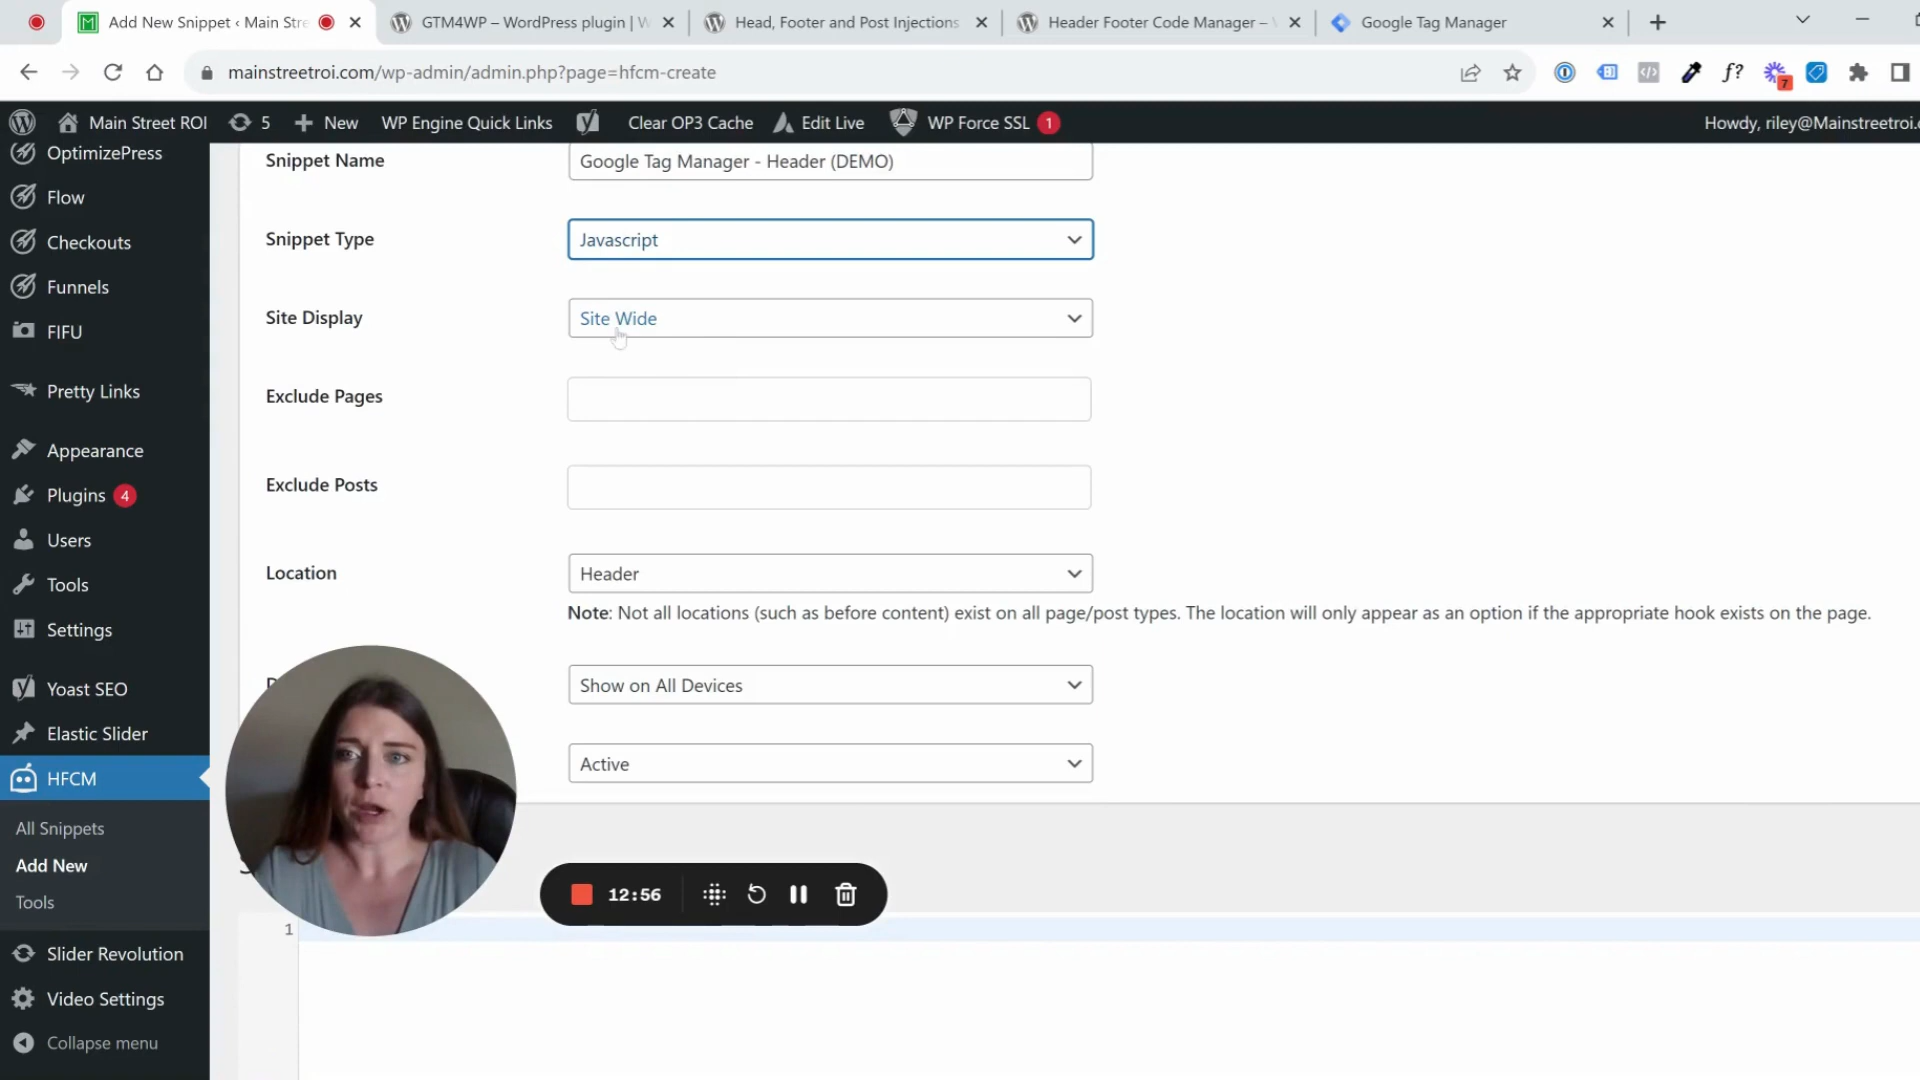 Add New Snippet ‹ Main Stre
GTM4WP – WordPress plugin | W
Head, Footer and Post Injections
Header Footer Code Manager –
Google Tag Manager
mainstreetroi.com/wp-admin/admin.php?page=hfcm-create
f?
7
Main Street ROI
5
New
WP Engine Quick Links
Clear OP3 Cache
Edit Live
WP Force SSL
1
Howdy, riley@Mainstreetroi.c
OptimizePress
Flow
Checkouts
Funnels
FIFU
Pretty Links
Appearance
Plugins 4
Users
Tools
Settings
Yoast SEO
Elastic Slider
HFCM
All Snippets
Add New
Tools
Slider Revolution
Video Settings
Collapse menu
Snippet Name
Google Tag Manager - Header (DEMO)
Snippet Type
Javascript
Site Display
Site Wide
Exclude Pages
Exclude Posts
Location
Header
Note: Not all locations (such as before content) exist on all page/post types. The location will only appear as an option if the appropriate hook exists on the page.
Show on All Devices
Active
12:56
1